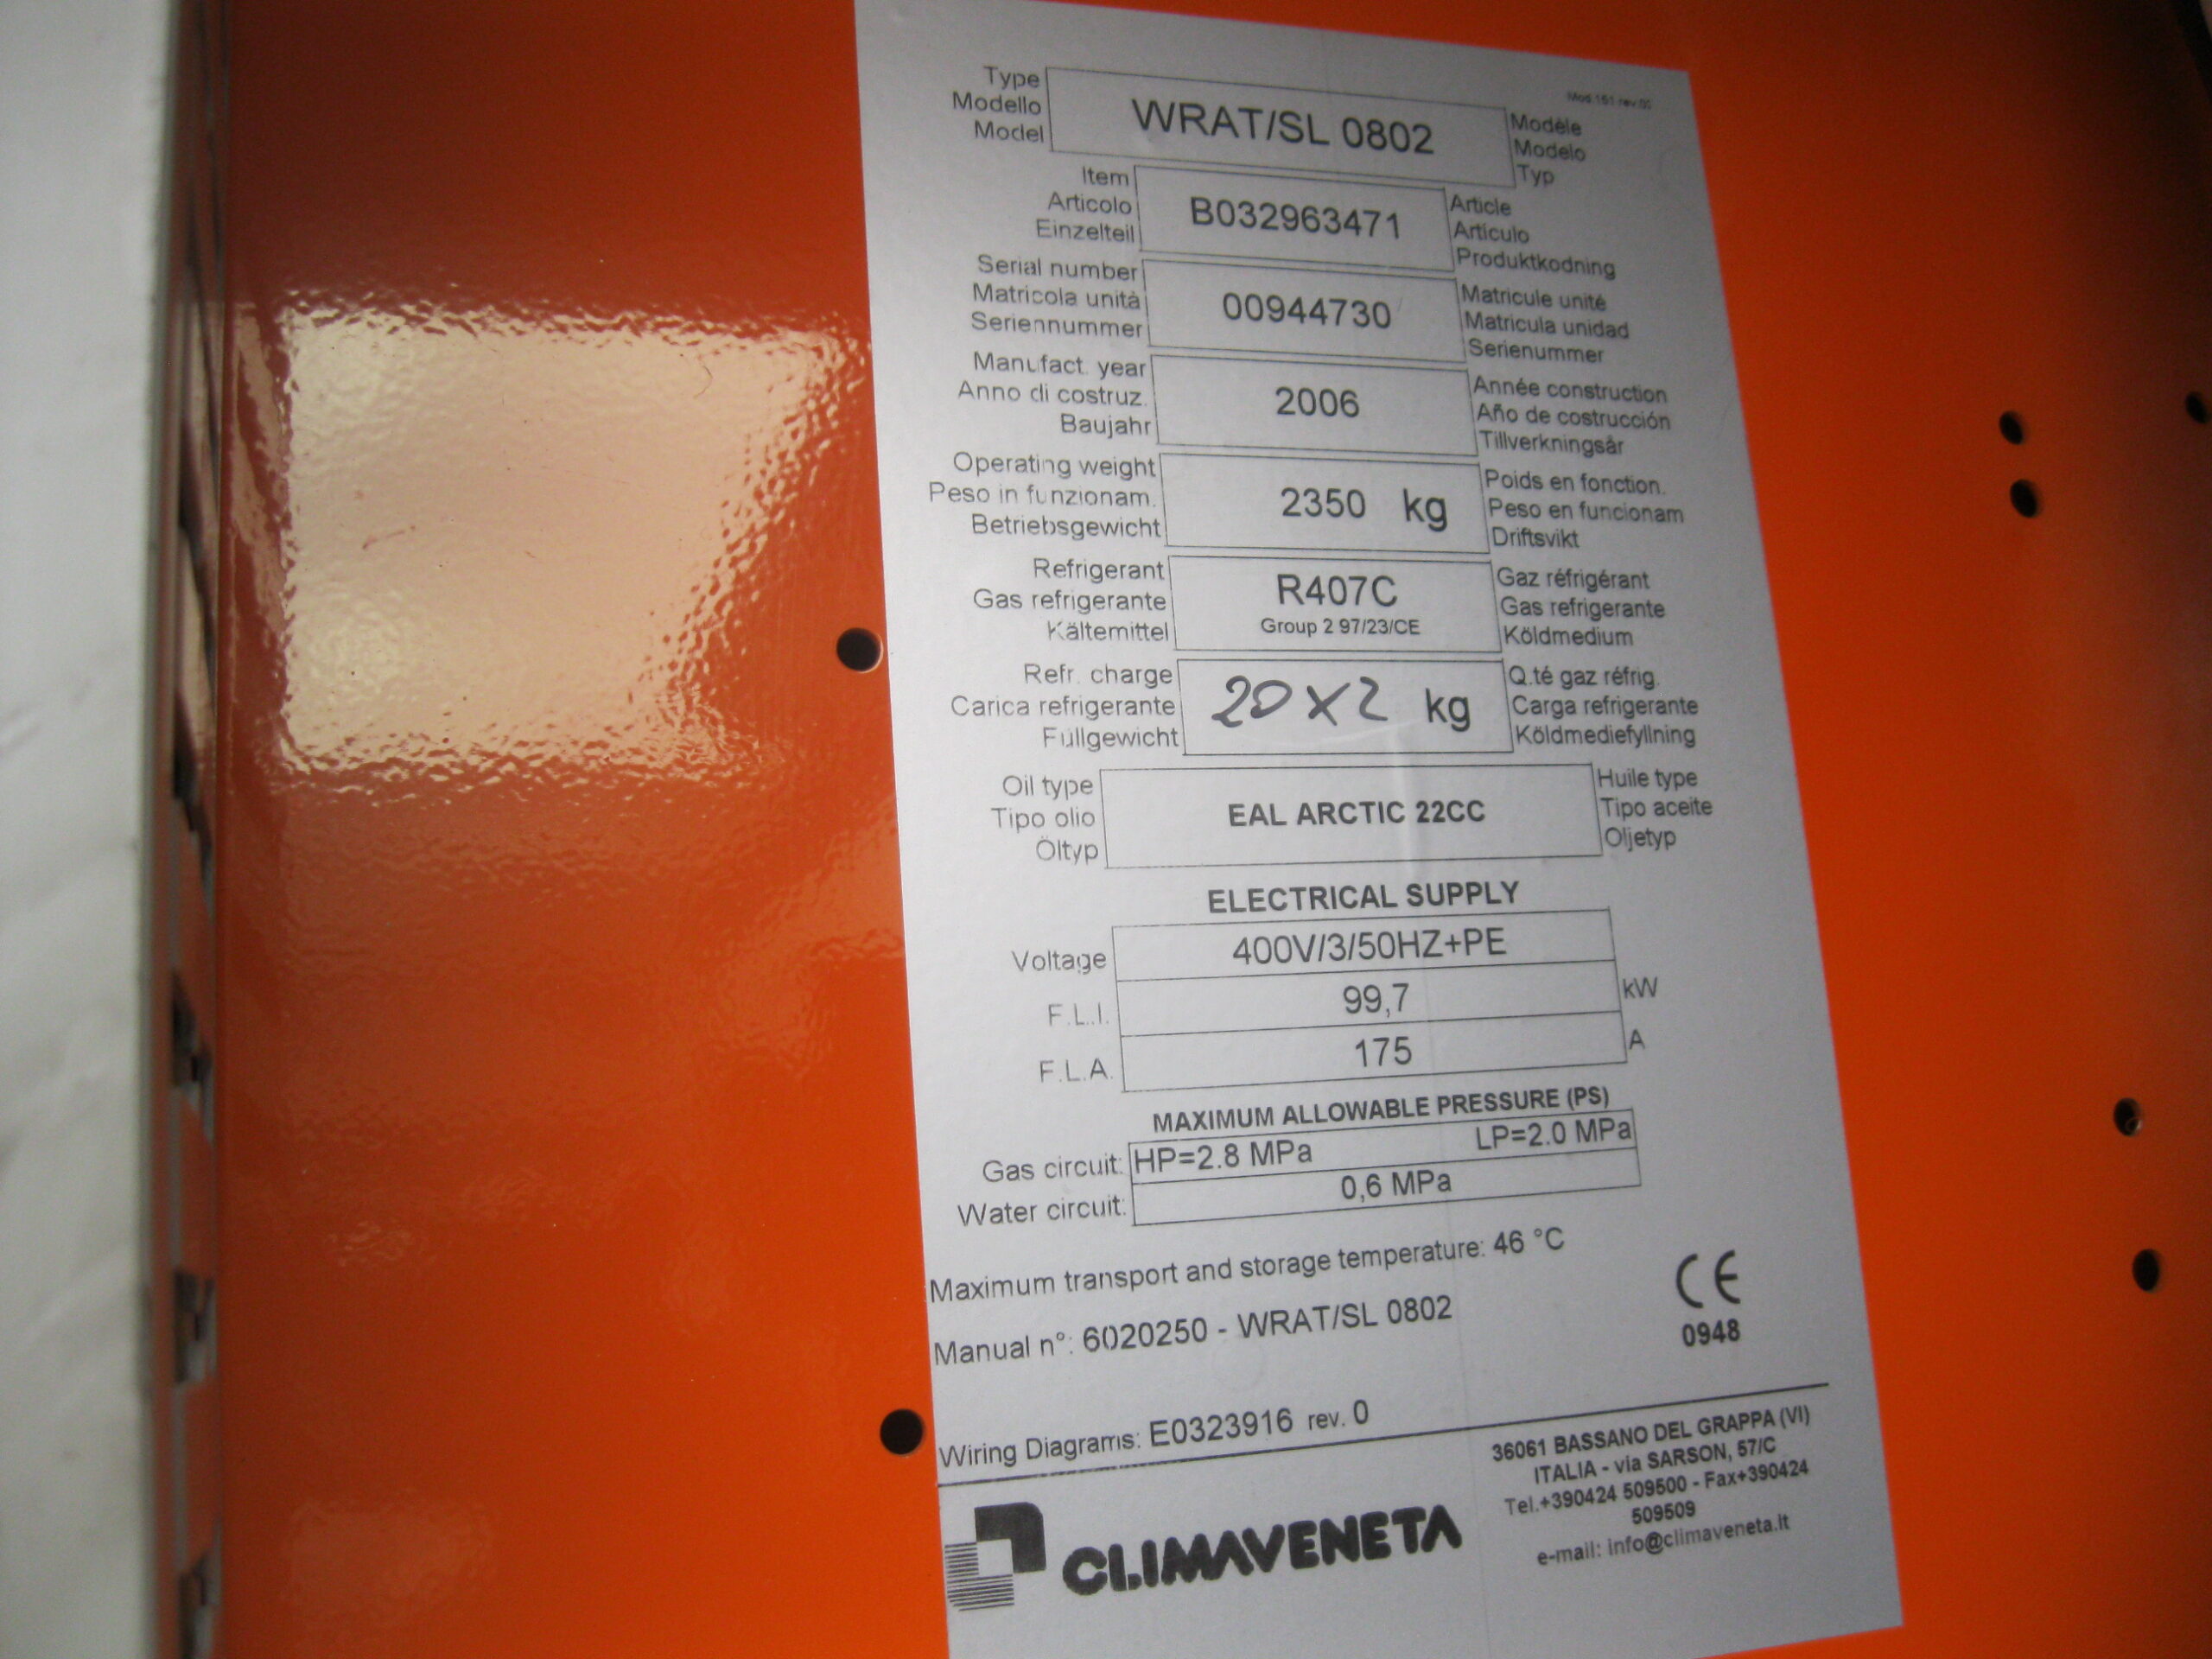 Mod.151 rev.00
Type
Modello
Model
WRAT/SL 0802
Modèle
Modelo
Typ
Item
Articolo
Einzelteil
B032963471
Article
Artículo
Produktkodning
Serial number
Matricola unità
Seriennummer
00944730
Matricule unité
Matricula unidad
Serienummer
Manufact. year
Anno di costruz.
Baujahr
2006
Année construction
Año de costrucción
Tillverkningsår
Operating weight
Peso in funzionam.
Betriebsgewicht
2350 kg
Poids en fonction.
Peso en funcionam
Driftsvikt
Refrigerant
Gas refrigerante
Kältemittel
R407C
Group 2 97/23/CE
Gaz réfrigérant
Gas refrigerante
Köldmedium
Refr. charge
Carica refrigerante
Füllgewicht
20x2 kg
Q.té gaz réfrig.
Carga refrigerante
Köldmediefyllning
Oil type
Tipo olio
Öltyp
EAL ARCTIC 22CC
Huile type
Tipo aceite
Oljetyp
ELECTRICAL SUPPLY
Voltage 400V/3/50HZ+PE
F.L.I. 99,7 kW
F.L.A. 175 A
MAXIMUM ALLOWABLE PRESSURE (PS)
Gas circuit: HP=2.8 MPa LP=2.0 MPa
Water circuit: 0,6 MPa
Maximum transport and storage temperature: 46 °C
Manual n°: 6020250 - WRAT/SL 0802
CE
0948
Wiring Diagrams: E0323916 rev. 0
CLIMAVENETA
36061 BASSANO DEL GRAPPA (VI)
ITALIA - via SARSON, 57/C
Tel.+390424 509500 - Fax+390424
509509
e-mail: info@climaveneta.it